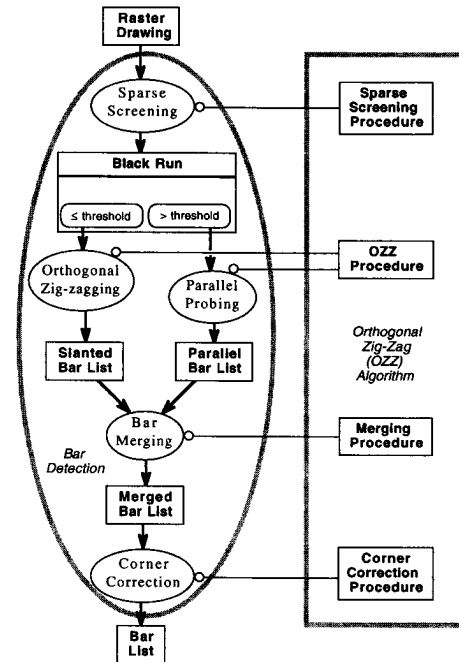 Raster
Drawing
Sparse
Screening
Sparse
Screening
Procedure
Black Run
≤ threshold
> threshold
Orthogonal
Zig-zagging
Parallel
Probing
OZZ
Procedure
Slanted
Bar List
Parallel
Bar List
Orthogonal
Zig-Zag
(OZZ)
Algorithm
Bar
Merging
Merging
Procedure
Bar
Detection
Merged
Bar List
Corner
Correction
Corner
Correction
Procedure
Bar
List